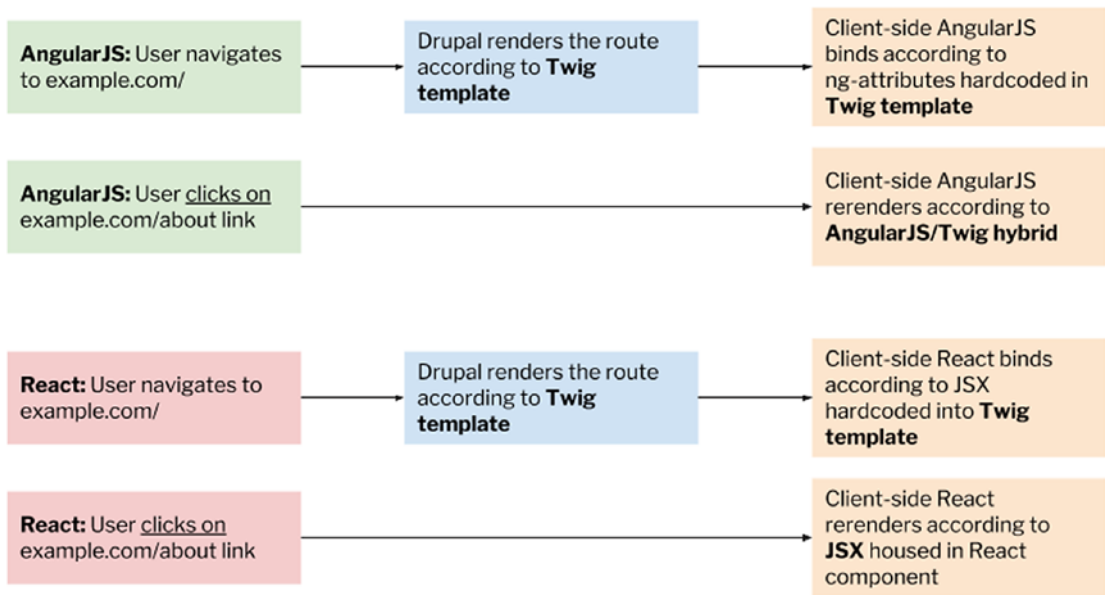 AngularJS: User navigates
to example.com/
Drupal renders the route
according to Twig
template
Client-side AngularJS
binds according to
ng-attributes hardcoded in
Twig template
AngularJS: User clicks on
example.com/about link
Client-side AngularJS
rerenders according to
AngularJS/Twig hybrid
React: User navigates to
example.com/
Drupal renders the route
according to Twig
template
Client-side React binds
according to JSX
hardcoded into Twig
template
React: User clicks on
example.com/about link
Client-side React
rerenders according to
JSX housed in React
component